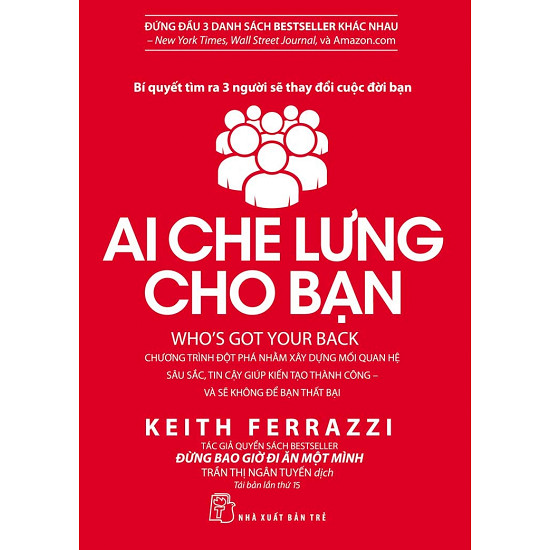 ĐỨNG ĐẦU 3 DANH SÁCH BESTSELLER KHÁC NHAU
– New York Times, Wall Street Journal, và Amazon.com
Bí quyết tìm ra 3 người sẽ thay đổi cuộc đời bạn
AI CHE LƯNG
CHO BẠN
WHO'S GOT YOUR BACK
CHƯƠNG TRÌNH ĐỘT PHÁ NHẰM XÂY DỰNG MỐI QUAN HỆ
SÂU SẮC, TIN CẬY GIÚP KIẾN TẠO THÀNH CÔNG –
VÀ SẼ KHÔNG ĐỂ BẠN THẤT BẠI
KEITH FERRAZZI
TÁC GIẢ QUYỂN SÁCH BESTSELLER
ĐỪNG BAO GIỜ ĐI ĂN MỘT MÌNH
TRẦN THỊ NGÂN TUYẾN dịch
Tái bản lần thứ 15
NHÀ XUẤT BẢN TRẺ